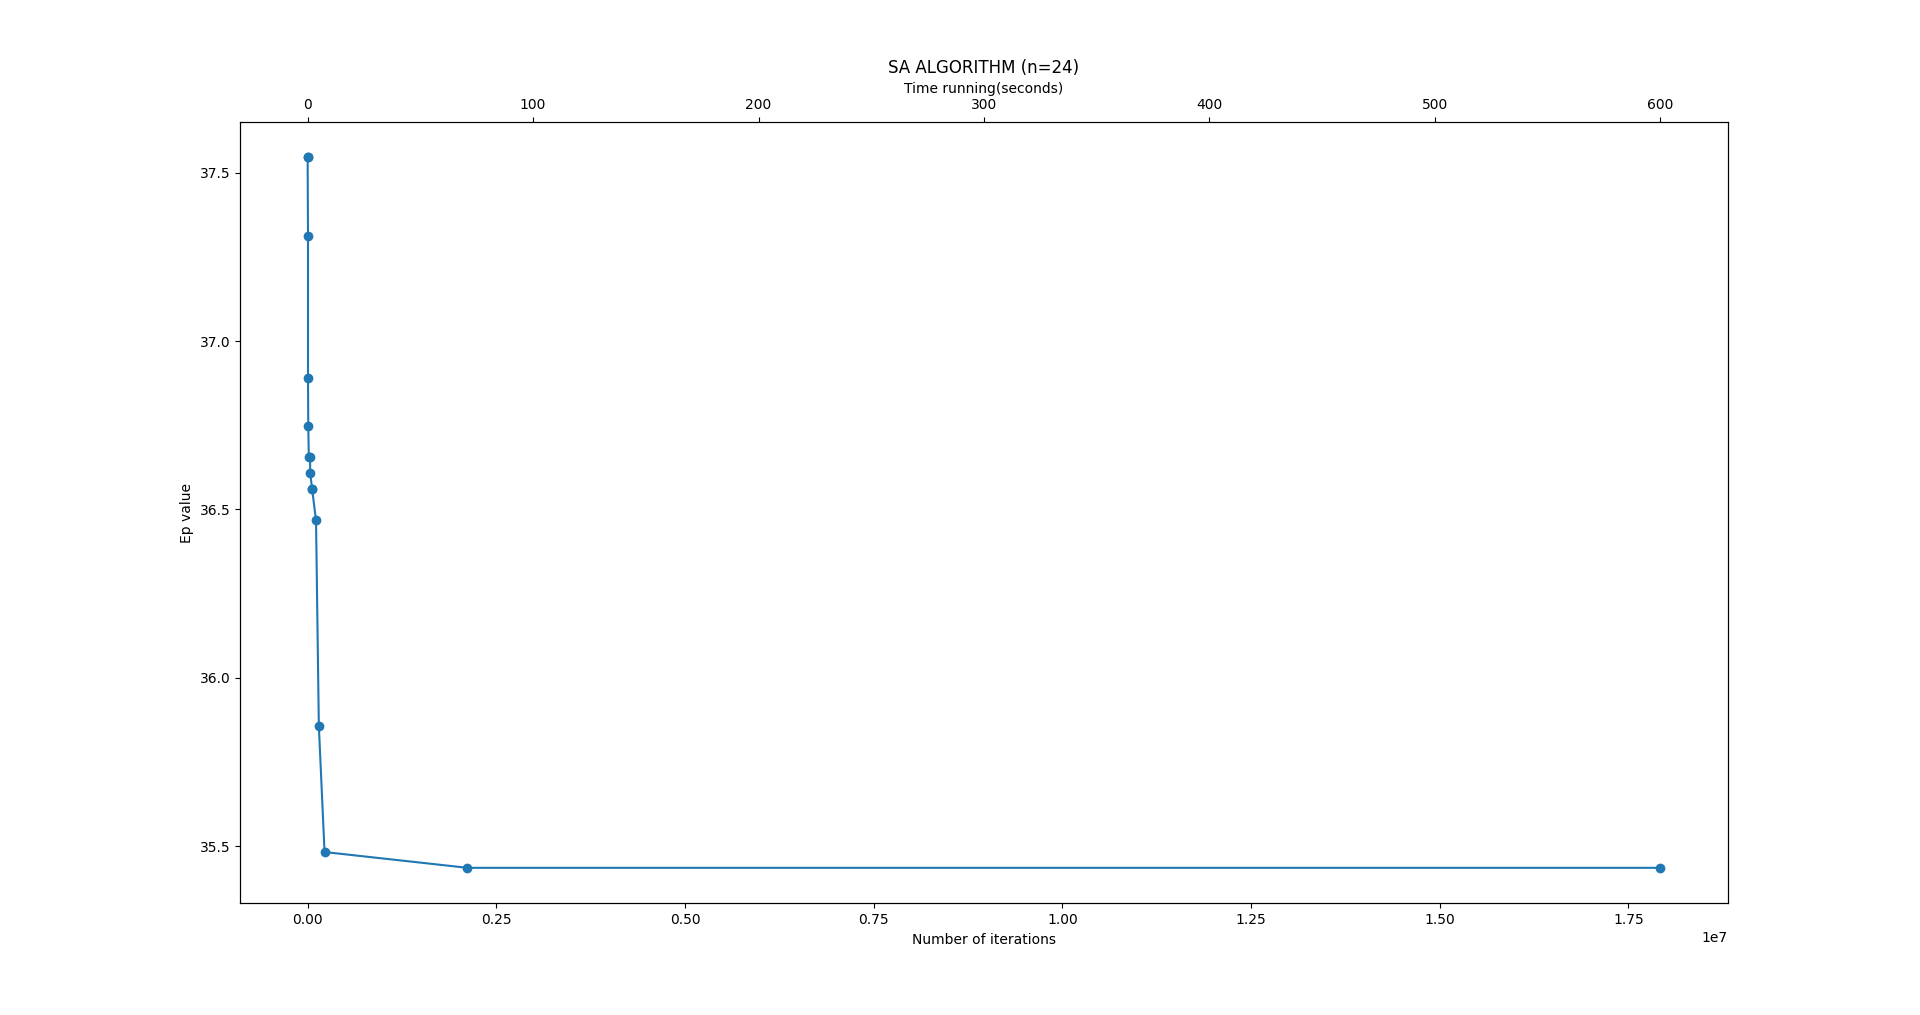 SA ALGORITHM (n=24)
Time running(seconds)
0 100 200 300 400 500 600
37.5
37.0
36.5
36.0
35.5
Ep value
0.00 0.25 0.50 0.75 1.00 1.25 1.50 1.75
1e7
Number of iterations